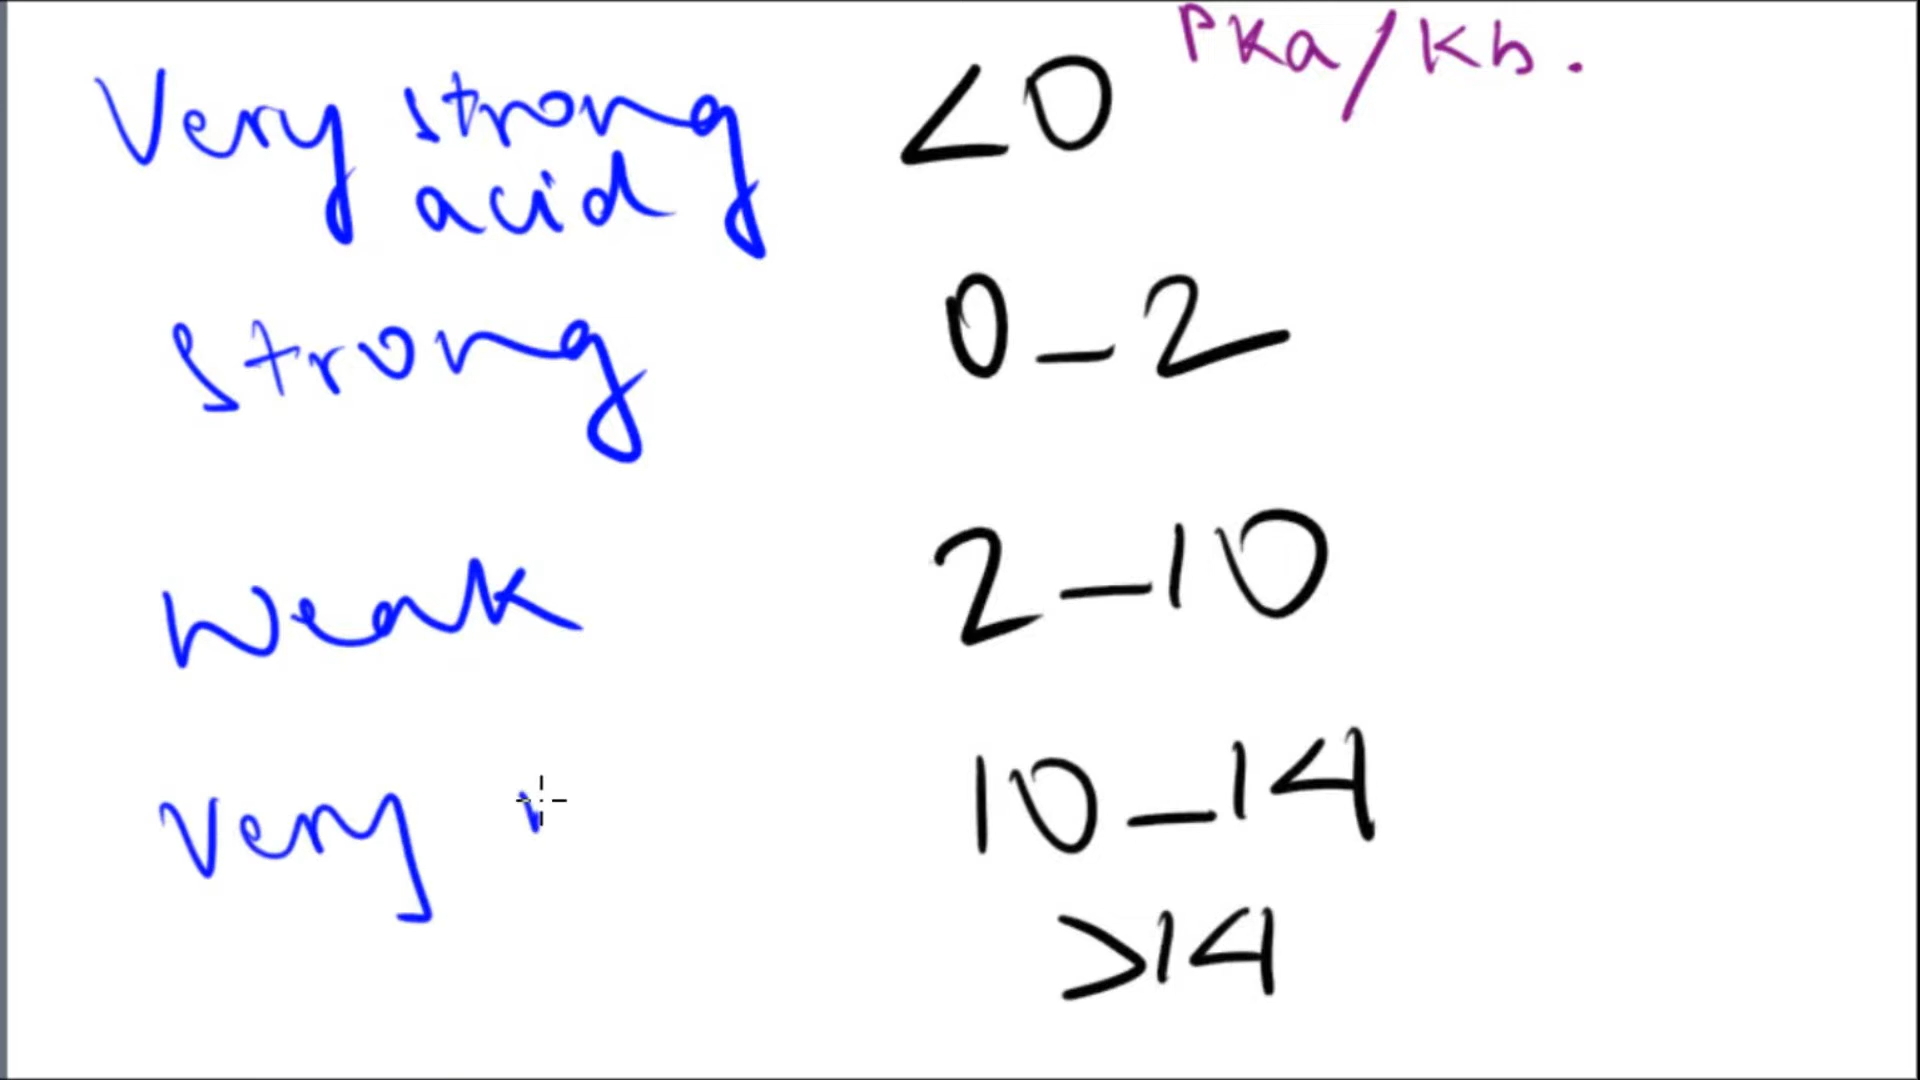 PKa/Kb.
Very strong <0
acid
Strong 0-2
Weak 2-10
Very 10-14
>14